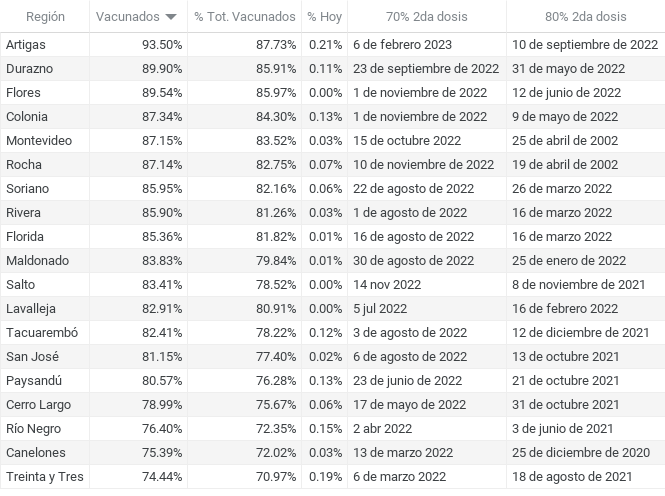 Región Vacunados % Tot. Vacunados % Hoy 70% 2da dosis 80% 2da dosis
Artigas 93.50% 87.73% 0.21% 6 de febrero 2023 10 de septiembre de 2022
Durazno 89.90% 85.91% 0.11% 23 de septiembre de 2022 31 de mayo de 2022
Flores 89.54% 85.97% 0.00% 1 de noviembre de 2022 12 de junio de 2022
Colonia 87.34% 84.30% 0.13% 1 de noviembre de 2022 9 de mayo de 2022
Montevideo 87.15% 83.52% 0.03% 15 de octubre 2022 25 de abril de 2002
Rocha 87.14% 82.75% 0.07% 10 de noviembre de 2022 19 de abril de 2002
Soriano 85.95% 82.16% 0.06% 22 de agosto de 2022 26 de marzo 2022
Rivera 85.90% 81.26% 0.03% 1 de agosto de 2022 16 de marzo 2022
Florida 85.36% 81.82% 0.01% 16 de agosto de 2022 16 de marzo 2022
Maldonado 83.83% 79.84% 0.01% 30 de agosto de 2022 25 de enero de 2022
Salto 83.41% 78.52% 0.00% 14 nov 2022 8 de noviembre de 2021
Lavalleja 82.91% 80.91% 0.00% 5 jul 2022 16 de febrero 2022
Tacuarembó 82.41% 78.22% 0.12% 3 de agosto de 2022 12 de diciembre de 2021
San José 81.15% 77.40% 0.02% 6 de agosto de 2022 13 de octubre 2021
Paysandú 80.57% 76.28% 0.13% 23 de junio de 2022 21 de octubre 2021
Cerro Largo 78.99% 75.67% 0.06% 17 de mayo de 2022 31 de octubre 2021
Río Negro 76.40% 72.35% 0.15% 2 abr 2022 3 de junio de 2021
Canelones 75.39% 72.02% 0.03% 13 de marzo 2022 25 de diciembre de 2020
Treinta y Tres 74.44% 70.97% 0.19% 6 de marzo 2022 18 de agosto de 2021